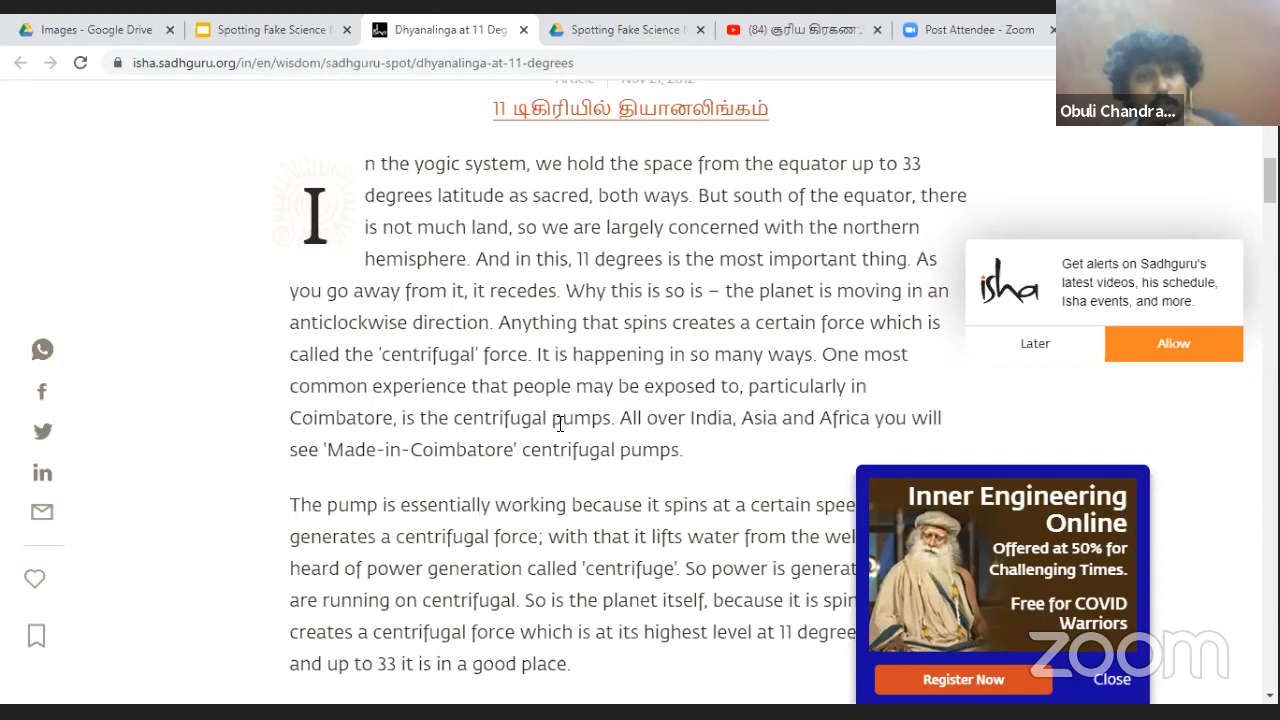 Images - Google Drive
Spotting Fake Science N
Dhyanalinga at 11 Deg
Spotting Fake Science N
(84) சூரிய கிரகண
Post Attendee - Zoom
isha.sadhguru.org/in/en/wisdom/sadhguru-spot/dhyanalinga-at-11-degrees
Obuli Chandra...
Article Nov 21, 2012
11 டிகிரியில் தியானலிங்கம்
In the yogic system, we hold the space from the equator up to 33
degrees latitude as sacred, both ways. But south of the equator, there
is not much land, so we are largely concerned with the northern
hemisphere. And in this, 11 degrees is the most important thing. As
you go away from it, it recedes. Why this is so is – the planet is moving in an
anticlockwise direction. Anything that spins creates a certain force which is
called the ‘centrifugal’ force. It is happening in so many ways. One most
common experience that people may be exposed to, particularly in
Coimbatore, is the centrifugal pumps. All over India, Asia and Africa you will
see 'Made-in-Coimbatore' centrifugal pumps.
The pump is essentially working because it spins at a certain spee
generates a centrifugal force; with that it lifts water from the wel
heard of power generation called 'centrifuge'. So power is generat
are running on centrifugal. So is the planet itself, because it is spin
creates a centrifugal force which is at its highest level at 11 degree
and up to 33 it is in a good place.
isha
Get alerts on Sadhguru's
latest videos, his schedule,
Isha events, and more.
Later
Allow
Inner Engineering
Online
Offered at 50% for
Challenging Times.
Free for COVID
Warriors
Register Now
Close
zoom